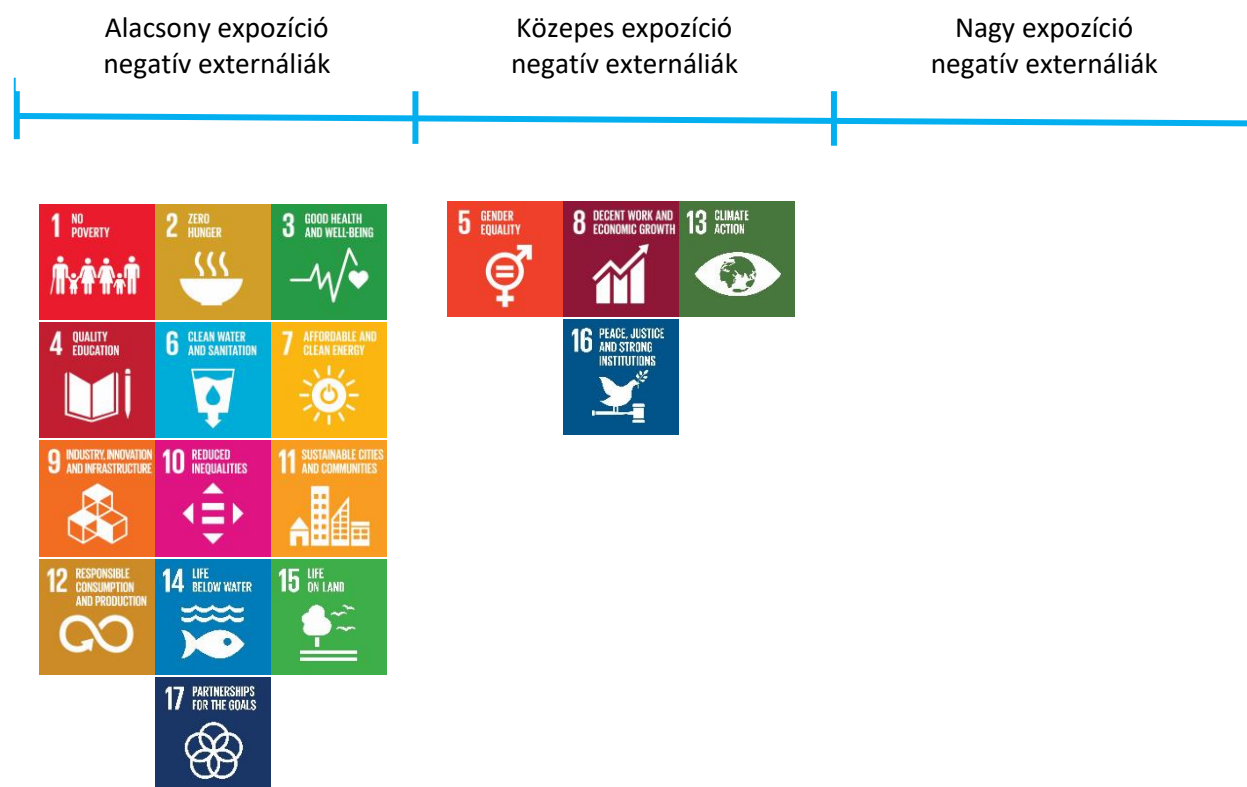 Alacsony expozíció
negatív externáliák
Közepes expozíció
negatív externáliák
Nagy expozíció
negatív externáliák
1 NO
POVERTY
2 ZERO
HUNGER
3 GOOD HEALTH
AND WELL-BEING
5 GENDER
EQUALITY
8 DECENT WORK AND
ECONOMIC GROWTH
13 CLIMATE
ACTION
4 QUALITY
EDUCATION
6 CLEAN WATER
AND SANITATION
7 AFFORDABLE AND
CLEAN ENERGY
16 PEACE, JUSTICE
AND STRONG
INSTITUTIONS
9 INDUSTRY, INNOVATION
AND INFRASTRUCTURE
10 REDUCED
INEQUALITIES
11 SUSTAINABLE CITIES
AND COMMUNITIES
12 RESPONSIBLE
CONSUMPTION
AND PRODUCTION
14 LIFE
BELOW WATER
15 LIFE
ON LAND
17 PARTNERSHIPS
FOR THE GOALS